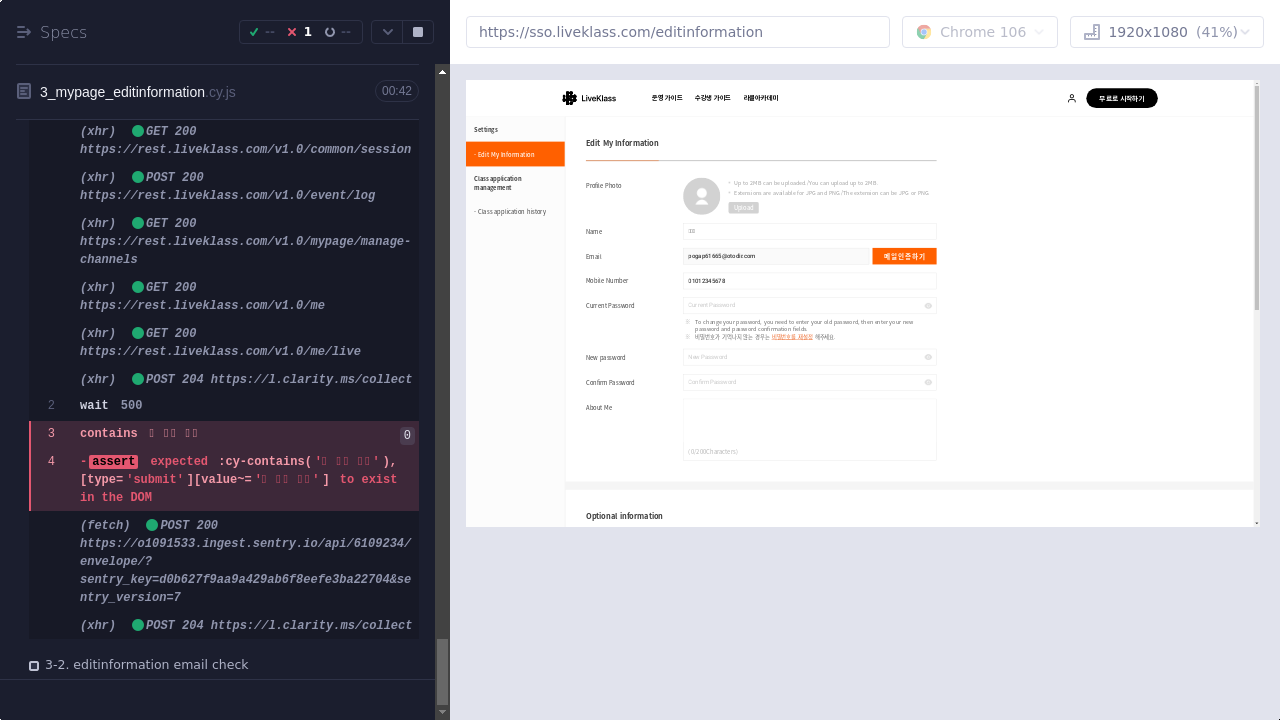 Specs
-- 1 --
https://sso.liveklass.com/editinformation
Chrome 106
1920x1080 (41%)
3_mypage_editinformation.cy.js
00:42
(xhr) GET 200
https://rest.liveklass.com/v1.0/common/session
(xhr) POST 200
https://rest.liveklass.com/v1.0/event/log
(xhr) GET 200
https://rest.liveklass.com/v1.0/mypage/manage-
channels
(xhr) GET 200
https://rest.liveklass.com/v1.0/me
(xhr) GET 200
https://rest.liveklass.com/v1.0/me/live
(xhr) POST 204 https://l.clarity.ms/collect
2 wait 500
3 contains
0
4 -assert expected :cy-contains(' '),
[type='submit'][value~=' '] to exist
in the DOM
(fetch) POST 200
https://o1091533.ingest.sentry.io/api/6109234/
envelope/?
sentry_key=d0b627f9aa9a429ab6f8eefe3ba22704&se
ntry_version=7
(xhr) POST 204 https://l.clarity.ms/collect
3-2. editinformation email check
LiveKlass
운영 가이드 수강생 가이드 라클아카데미
무료로 시작하기
Settings
- Edit My Information
Class application
management
- Class application history
Edit My Information
Profile Photo
Up to 2MB can be uploaded./You can upload up to 2MB.
Extensions are available for JPG and PNG./The extension can be JPG or PNG.
Upload
Name
Email
pogap61665@otodir.com
메일인증하기
Mobile Number
01012345678
Current Password
Current Password
To change your password, you need to enter your old password, then enter your new
password and password confirmation fields.
비밀번호가 기억나지 않는 경우는 비밀번호를 재설정 해주세요.
New password
New Password
Confirm Password
Confirm Password
About Me
(0/200Characters)
Optional information